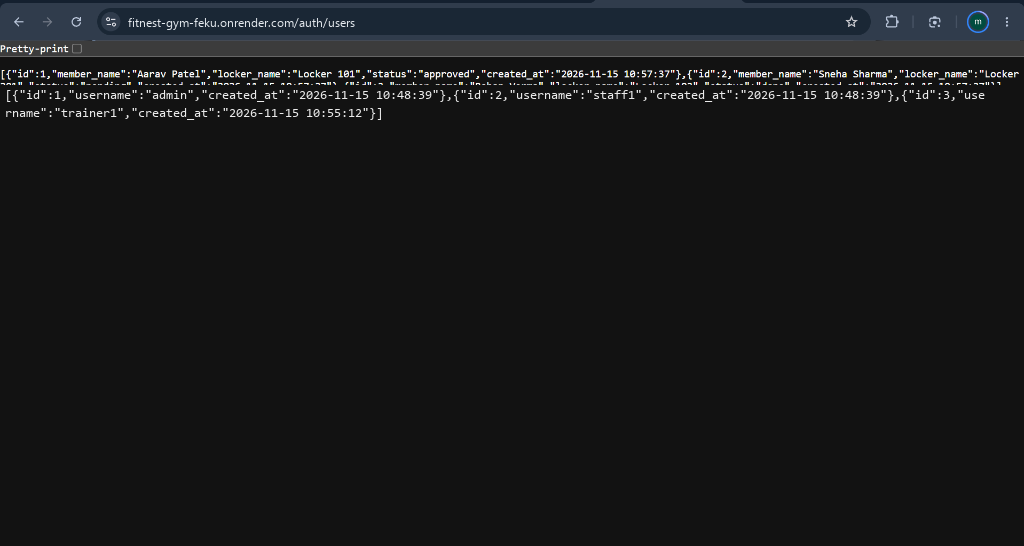 fitnest-gym-feku.onrender.com/auth/users
m
Pretty-print
[{"id":1,"member_name":"Aarav Patel","locker_name":"Locker 101","status":"approved","created_at":"2026-11-15 10:57:37"},{"id":2,"member_name":"Sneha Sharma","locker_name":"Locker
[{"id":1,"username":"admin","created_at":"2026-11-15 10:48:39"},{"id":2,"username":"staff1","created_at":"2026-11-15 10:48:39"},{"id":3,"use
rname":"trainer1","created_at":"2026-11-15 10:55:12"}]